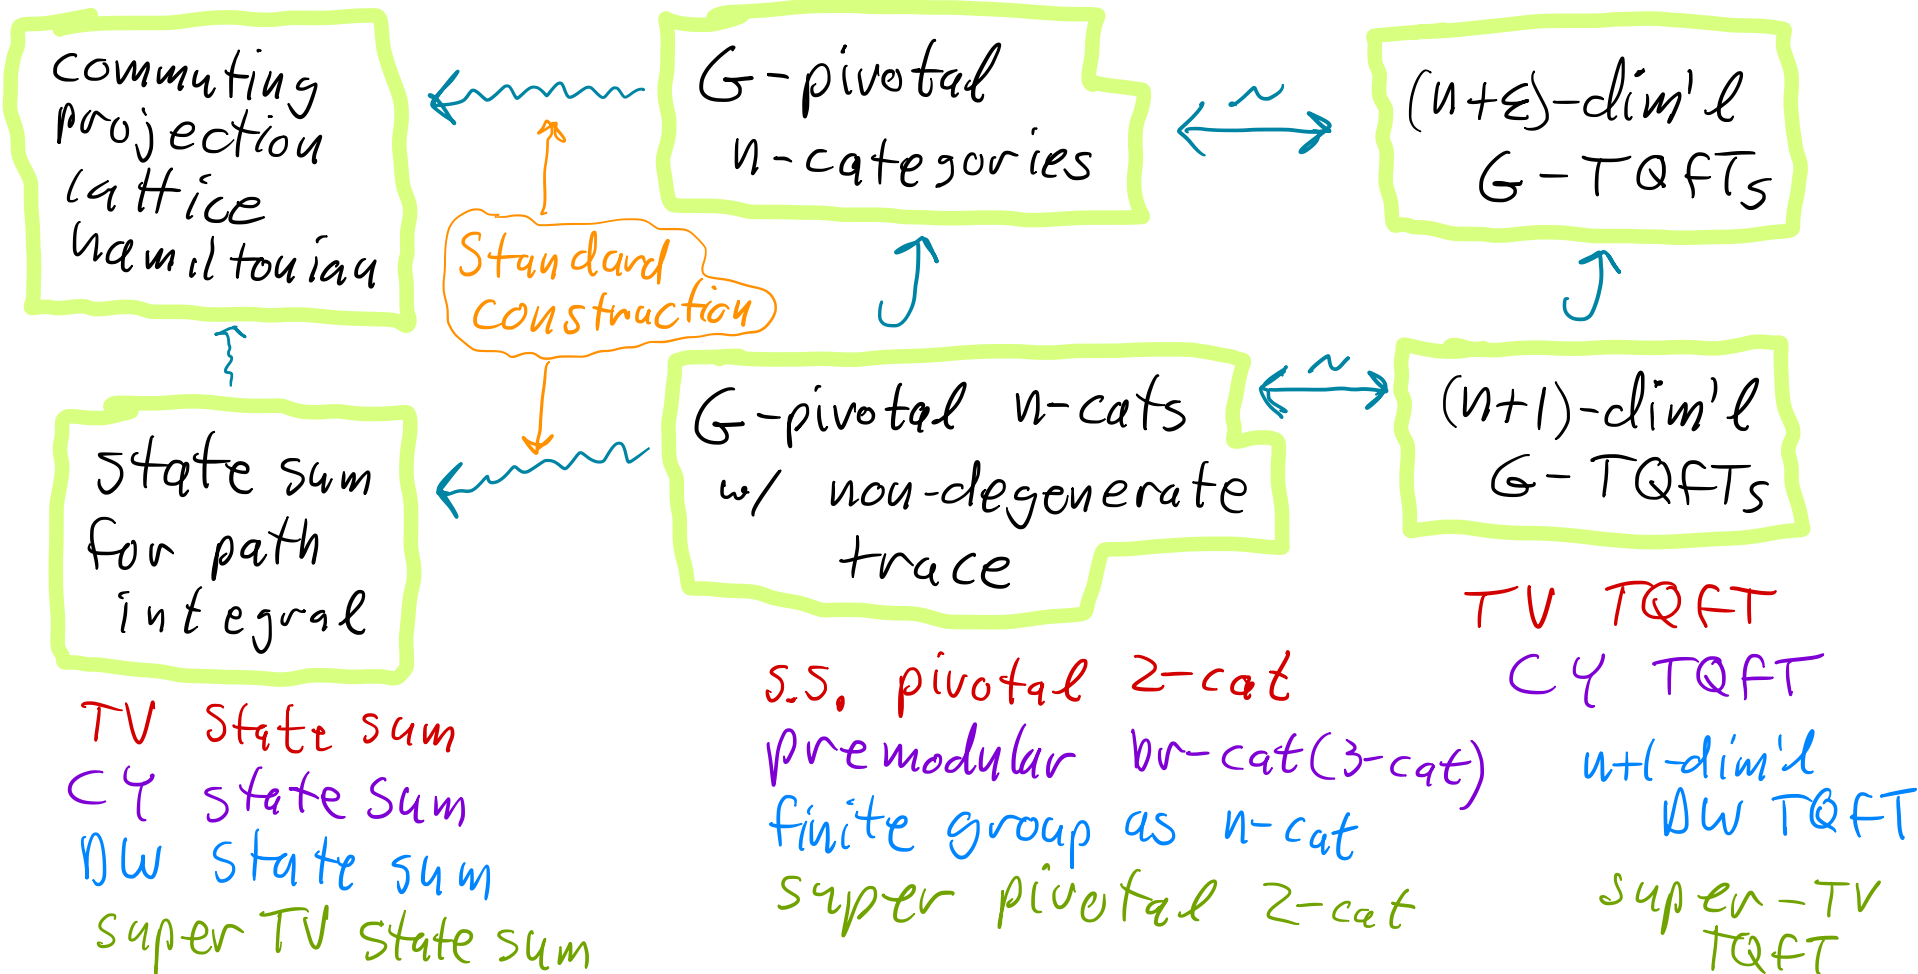 commuting
projection
lattice
hamiltonian
G-pivotal
n-categories
~
(n+ε)-dim'l
G-TQFTs
Standard
construction
state sum
for path
integral
G-pivotal n-cats
w/ non-degenerate
trace
~
(n+1)-dim'l
G-TQFTs
TV state sum
CY state sum
DW state sum
super TV state sum
s.s. pivotal 2-cat
premodular br-cat(3-cat)
finite group as n-cat
super pivotal 2-cat
TV TQFT
CY TQFT
n+1-dim'l
DW TQFT
super-TV
TQFT